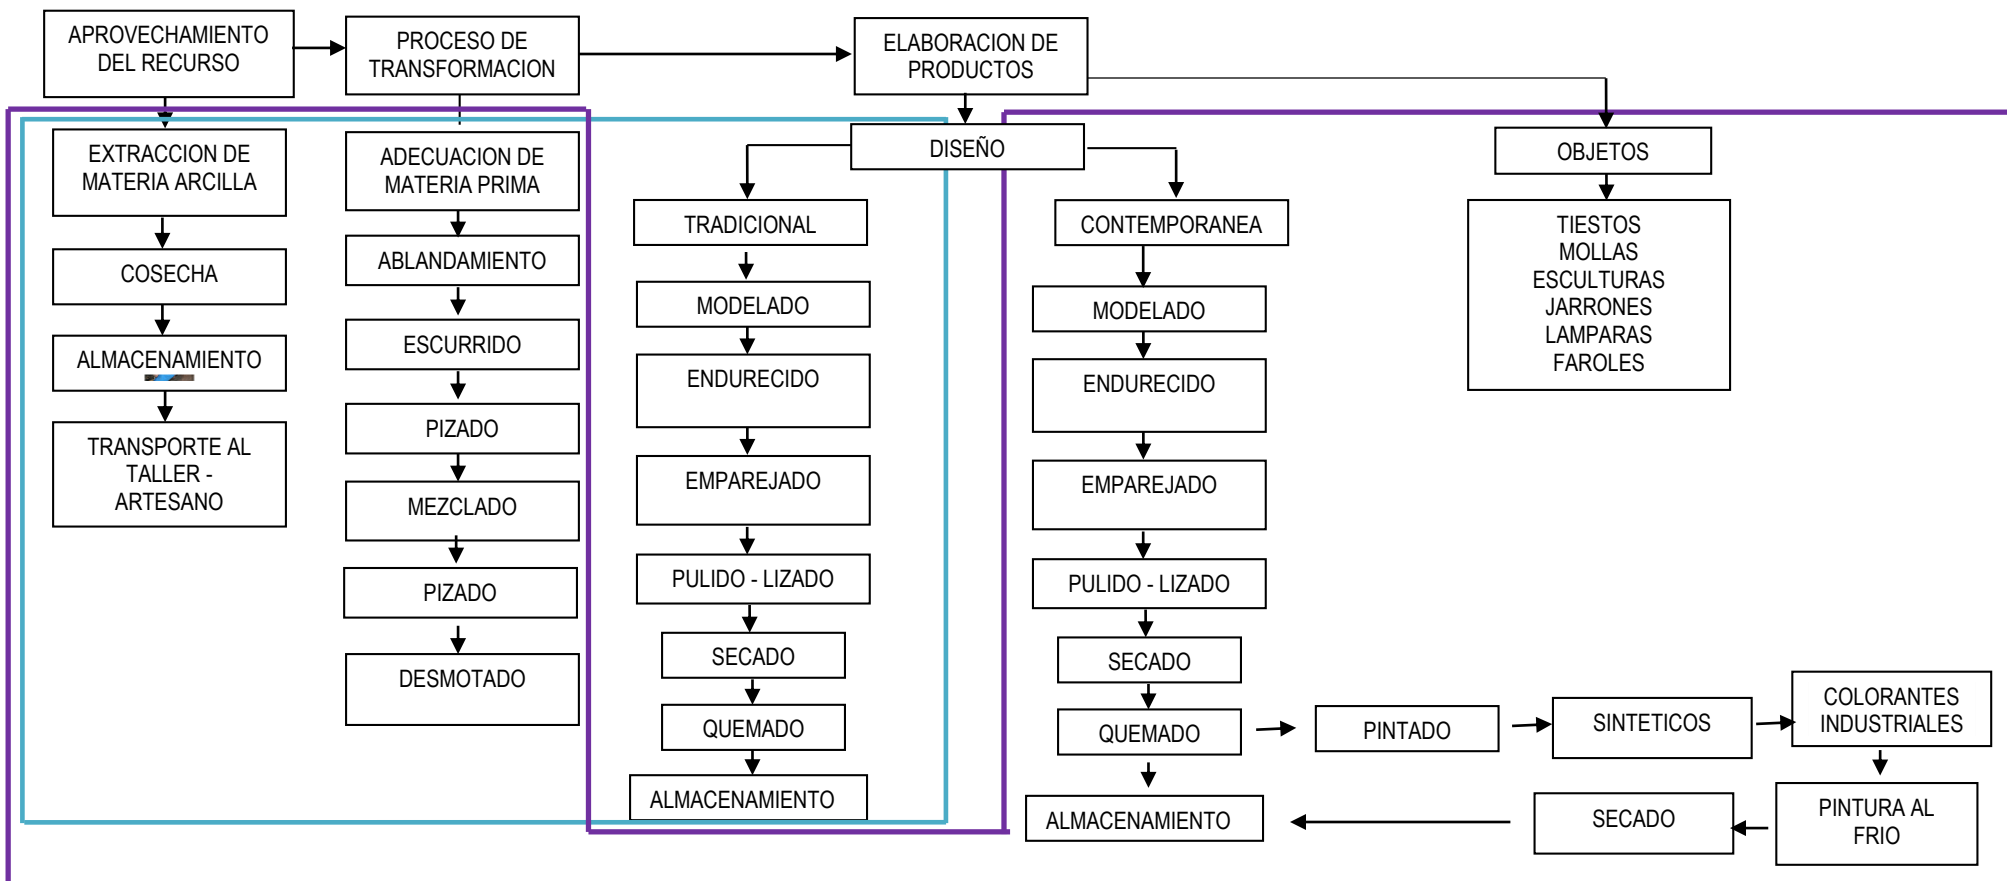 APROVECHAMIENTO
DEL RECURSO
PROCESO DE
TRANSFORMACION
ELABORACION DE
PRODUCTOS
EXTRACCION DE
MATERIA ARCILLA
COSECHA
ALMACENAMIENTO
TRANSPORTE AL
TALLER -
ARTESANO
ADECUACION DE
MATERIA PRIMA
ABLANDAMIENTO
ESCURRIDO
PIZADO
MEZCLADO
PIZADO
DESMOTADO
DISEÑO
TRADICIONAL
MODELADO
ENDURECIDO
EMPAREJADO
PULIDO - LIZADO
SECADO
QUEMADO
ALMACENAMIENTO
CONTEMPORANEA
MODELADO
ENDURECIDO
EMPAREJADO
PULIDO - LIZADO
SECADO
QUEMADO
ALMACENAMIENTO
PINTADO
SINTETICOS
COLORANTES
INDUSTRIALES
PINTURA AL
FRIO
SECADO
OBJETOS
TIESTOS
MOLLAS
ESCULTURAS
JARRONES
LAMPARAS
FAROLES